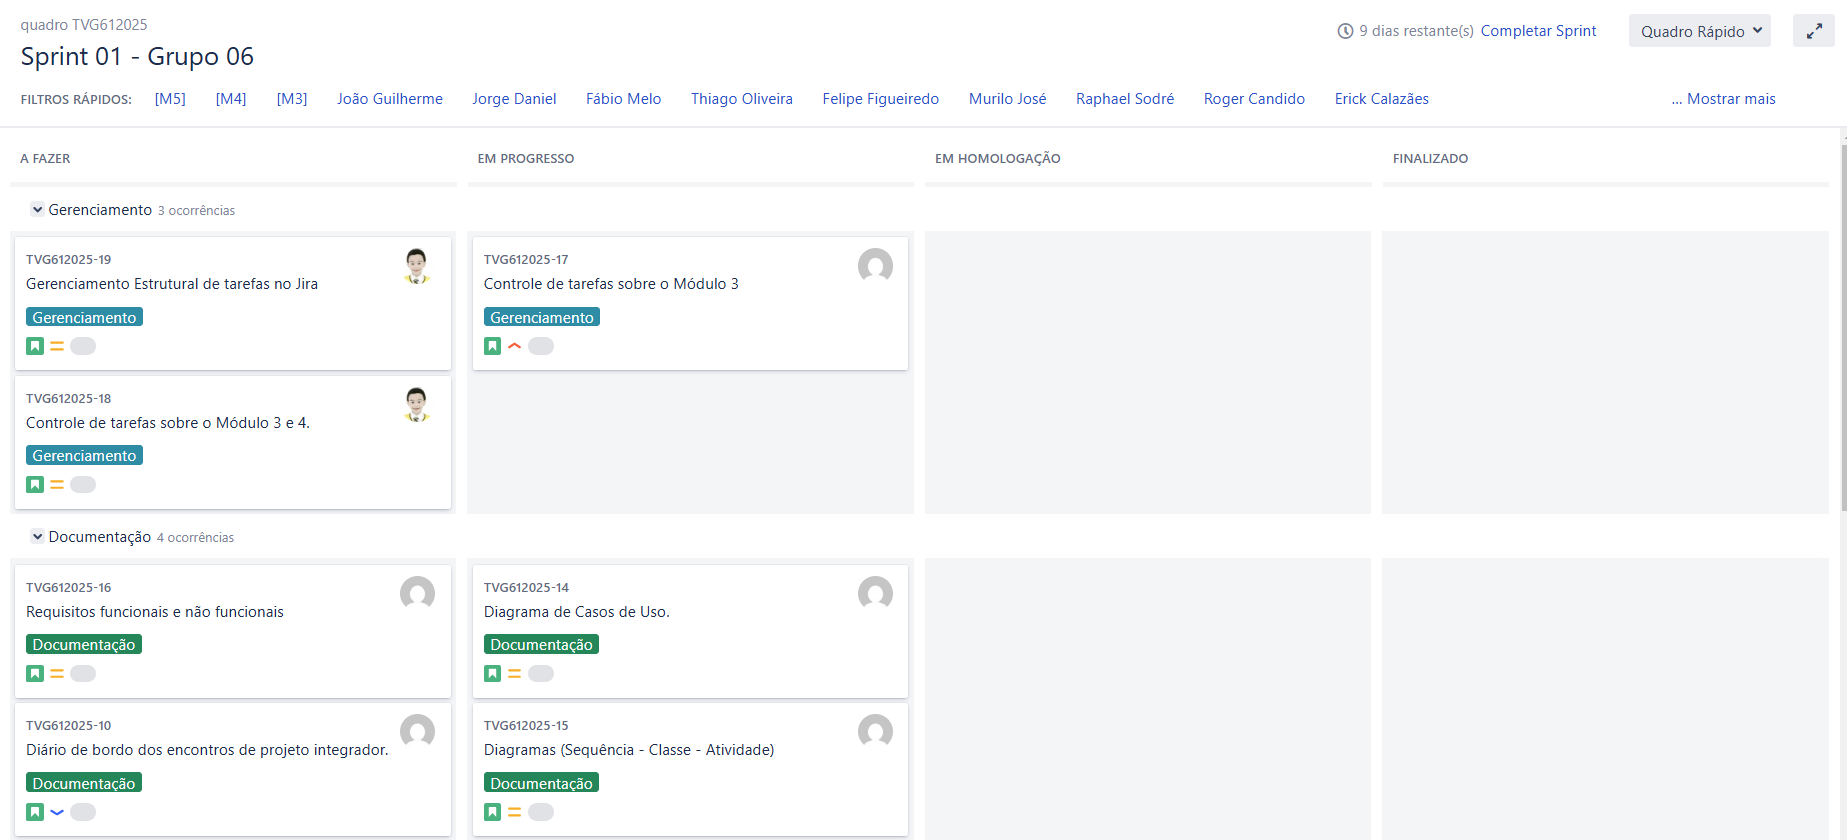 quadro TVG612025
Sprint 01 - Grupo 06
9 dias restante(s) Completar Sprint
Quadro Rápido
FILTROS RÁPIDOS: [M5] [M4] [M3] João Guilherme Jorge Daniel Fábio Melo Thiago Oliveira Felipe Figueiredo Murilo José Raphael Sodré Roger Candido Erick Calazães ... Mostrar mais
A FAZER
EM PROGRESSO
EM HOMOLOGAÇÃO
FINALIZADO
Gerenciamento 3 ocorrências
TVG612025-19
Gerenciamento Estrutural de tarefas no Jira
Gerenciamento
TVG612025-18
Controle de tarefas sobre o Módulo 3 e 4.
Gerenciamento
TVG612025-17
Controle de tarefas sobre o Módulo 3
Gerenciamento
Documentação 4 ocorrências
TVG612025-16
Requisitos funcionais e não funcionais
Documentação
TVG612025-10
Diário de bordo dos encontros de projeto integrador.
Documentação
TVG612025-14
Diagrama de Casos de Uso.
Documentação
TVG612025-15
Diagramas (Sequência - Classe - Atividade)
Documentação